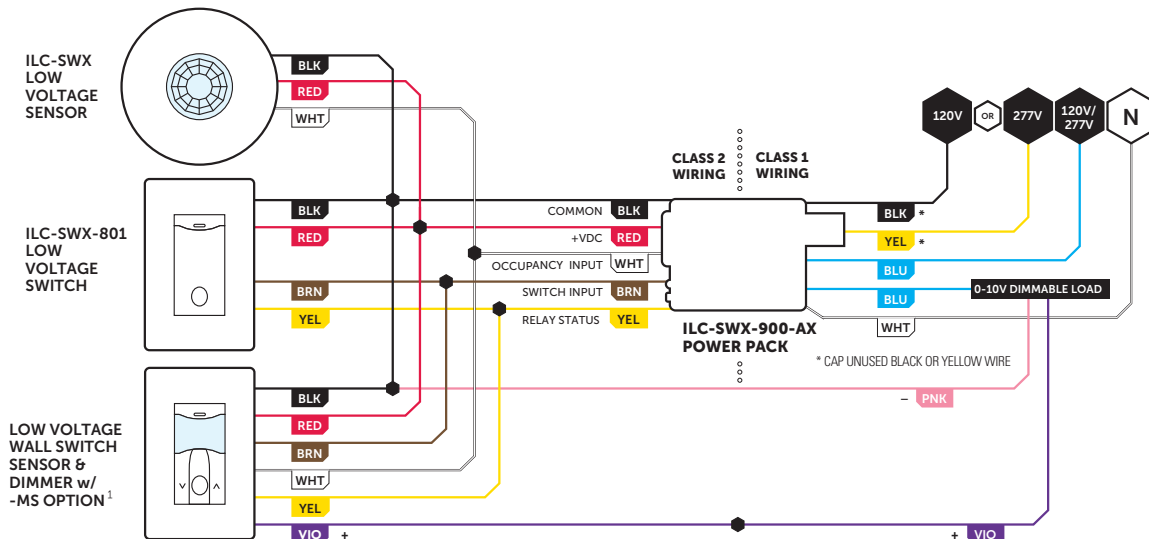 ILC-SWX
LOW
VOLTAGE
SENSOR
BLK
RED
WHT
120V
OR
277V
120V/
277V
N
CLASS 2
WIRING
CLASS 1
WIRING
ILC-SWX-801
LOW
VOLTAGE
SWITCH
BLK
RED
BRN
YEL
COMMON BLK
+VDC RED
OCCUPANCY INPUT WHT
SWITCH INPUT BRN
RELAY STATUS YEL
BLK *
YEL *
BLU
BLU
0-10V DIMMABLE LOAD
WHT
ILC-SWX-900-AX
POWER PACK
* CAP UNUSED BLACK OR YELLOW WIRE
LOW VOLTAGE
WALL SWITCH
SENSOR &
DIMMER w/
-MS OPTION 1
BLK
RED
BRN
WHT
YEL
VIO +
– PNK
+ VIO